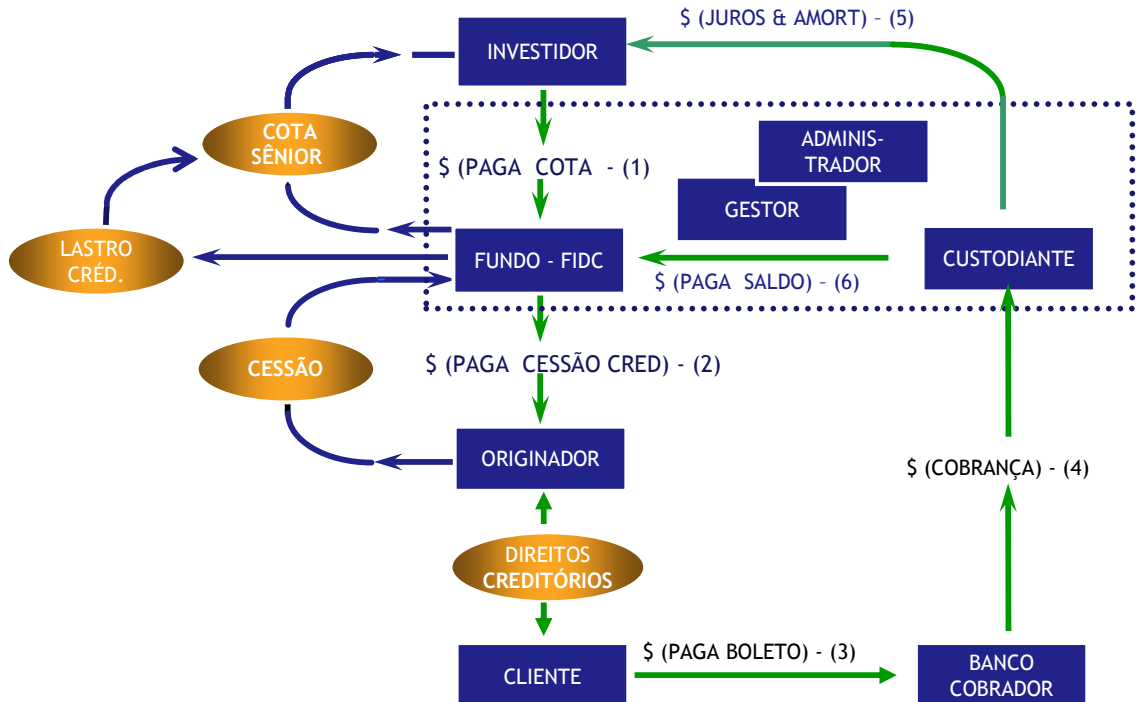 $ (JUROS & AMORT) - (5)
INVESTIDOR
COTA
SÊNIOR
ADMINIS-
TRADOR
$ (PAGA COTA - (1)
GESTOR
LASTRO
CRÉD.
FUNDO - FIDC
CUSTODIANTE
$ (PAGA SALDO) - (6)
CESSÃO
$ (PAGA CESSÃO CRED) - (2)
ORIGINADOR
$ (COBRANÇA) - (4)
DIREITOS
CREDITÓRIOS
$ (PAGA BOLETO) - (3)
CLIENTE
BANCO
COBRADOR